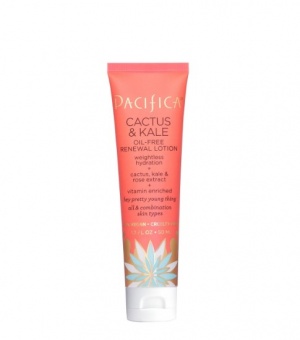 PACIFICA
CACTUS
& KALE
OIL-FREE
RENEWAL LOTION
weightless
hydration
+
cactus, kale &
rose extract
+
vitamin enriched
hey pretty young thing
oil & combination
skin types